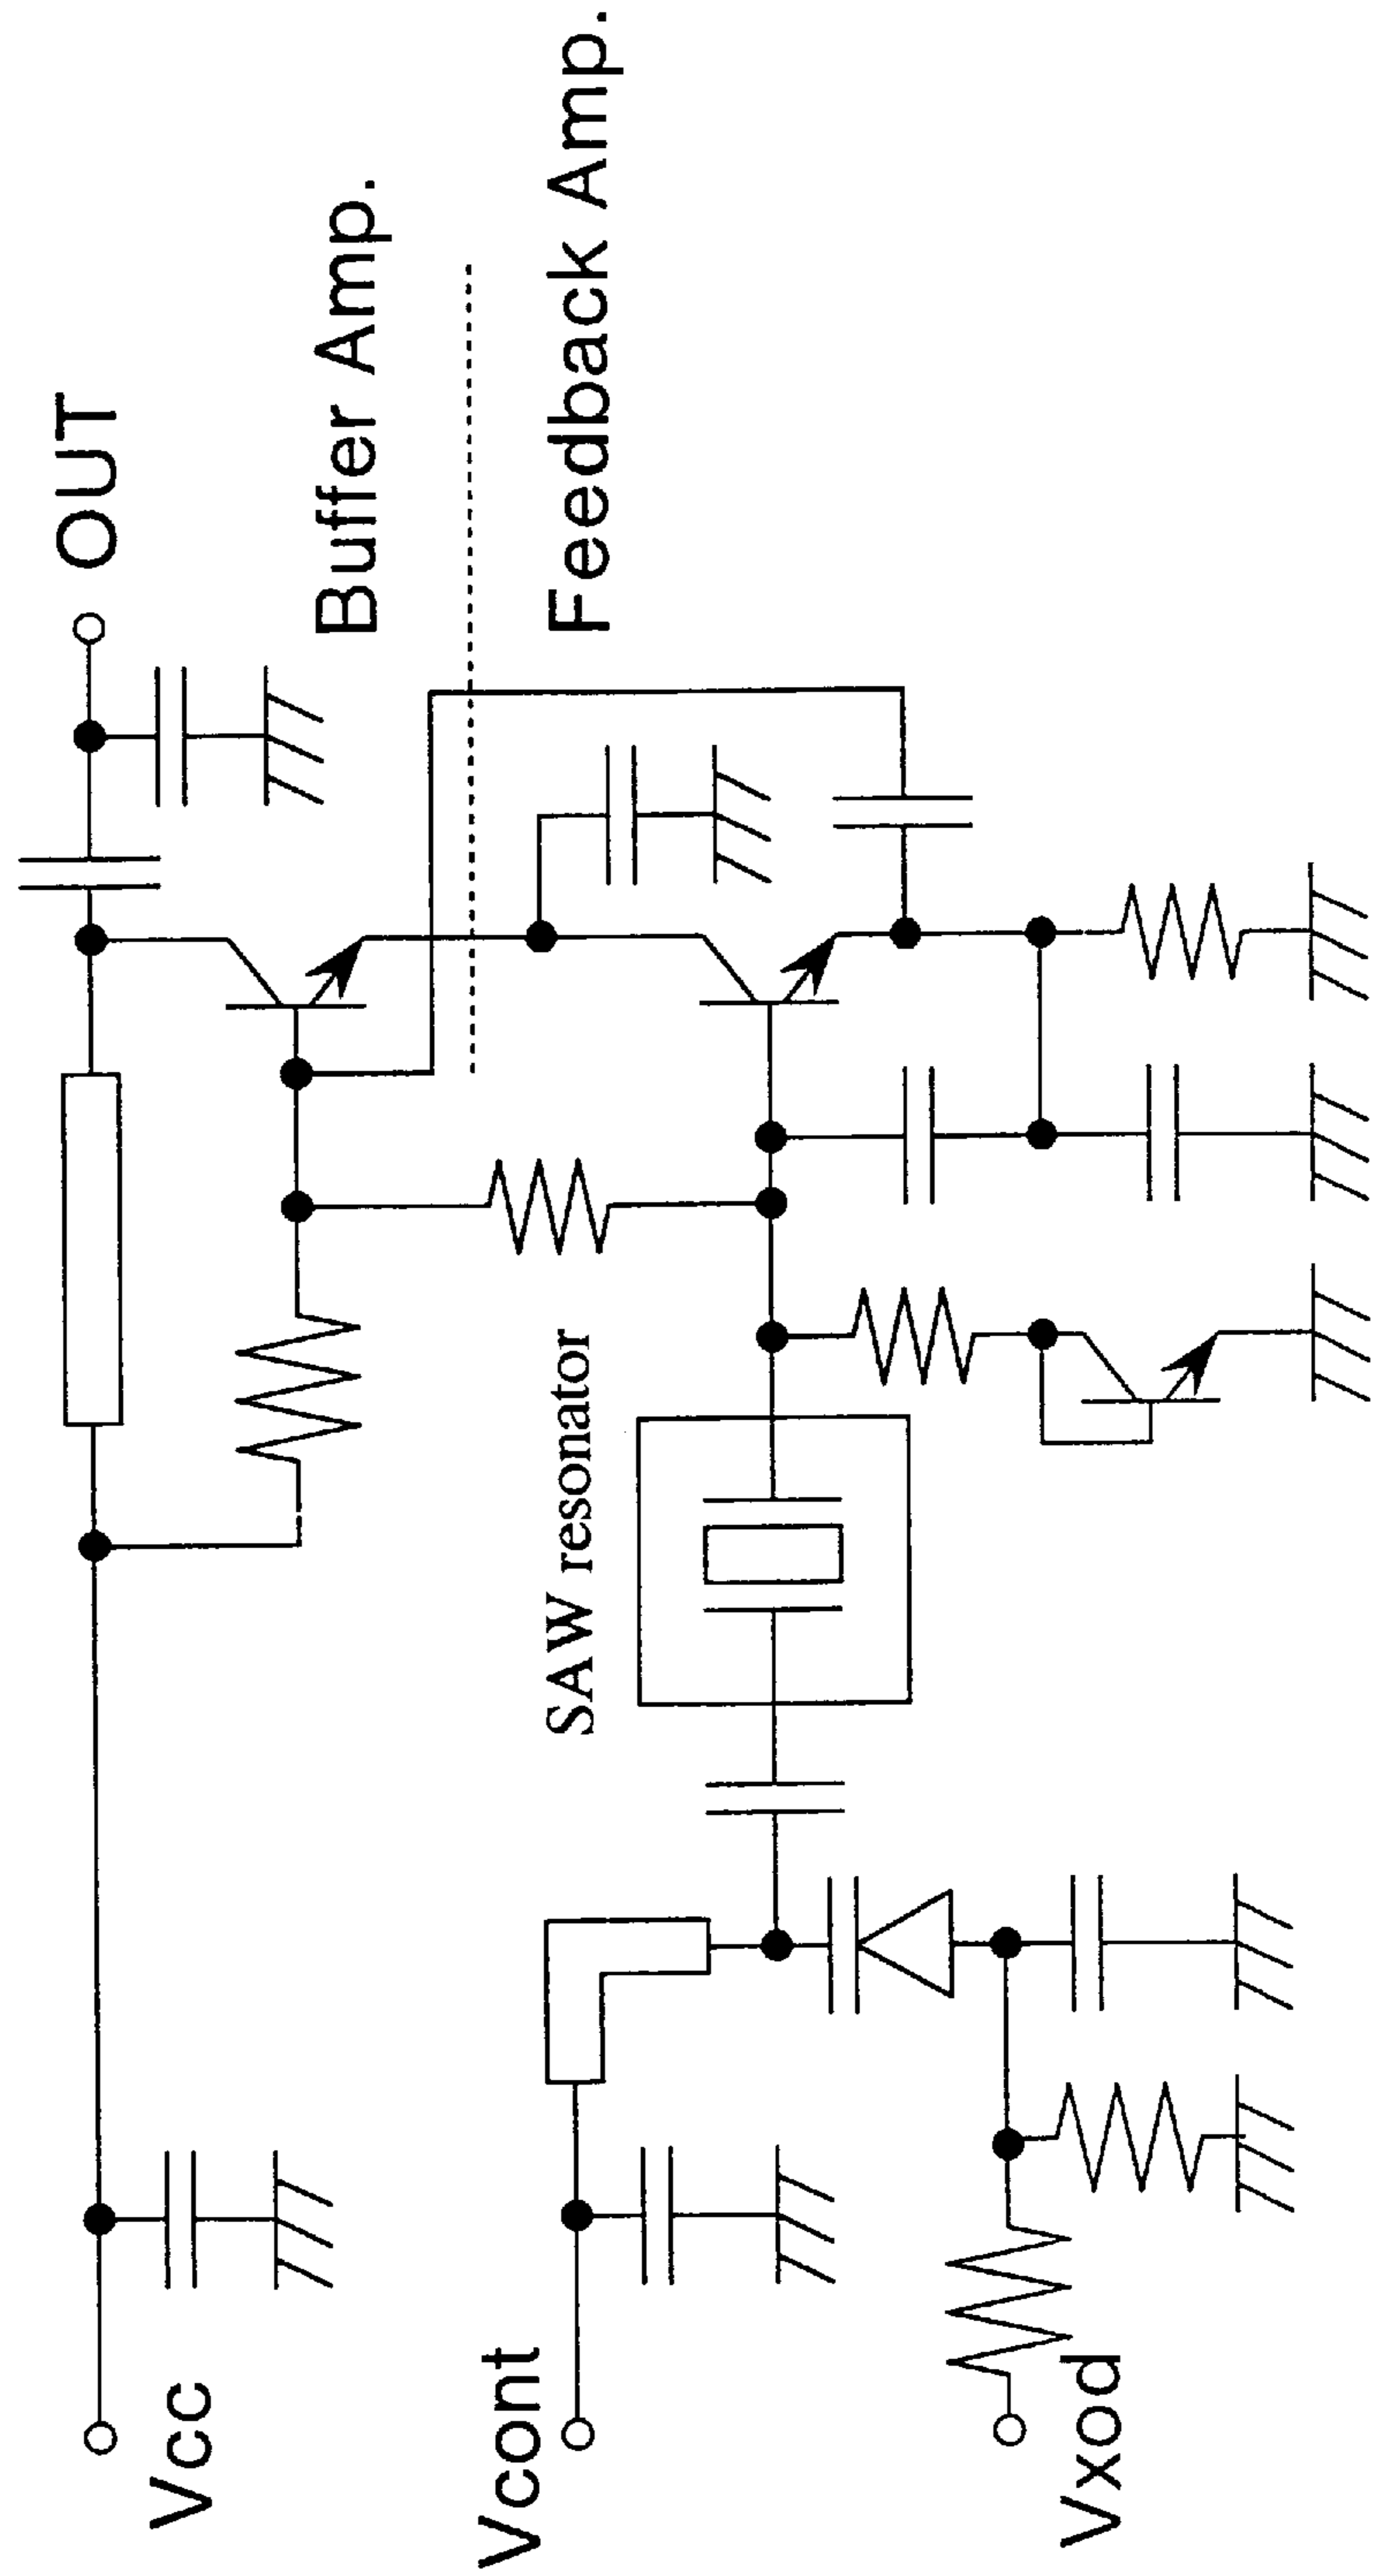 OUT
Buffer Amp.
Feedback Amp.
SAW resonator
Vcc
Vcont
Vxod